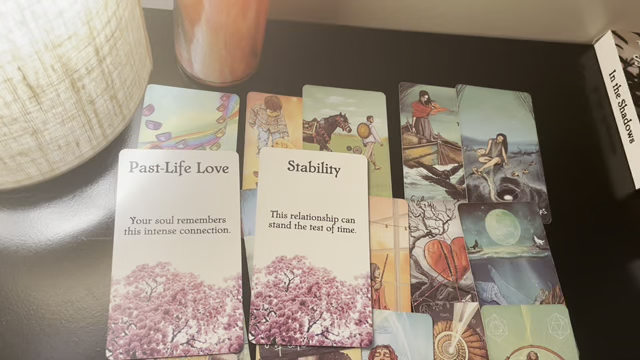 Past-Life Love
Your soul remembers
this intense connection.
Stability
This relationship can
stand the test of time.
In the Shadows